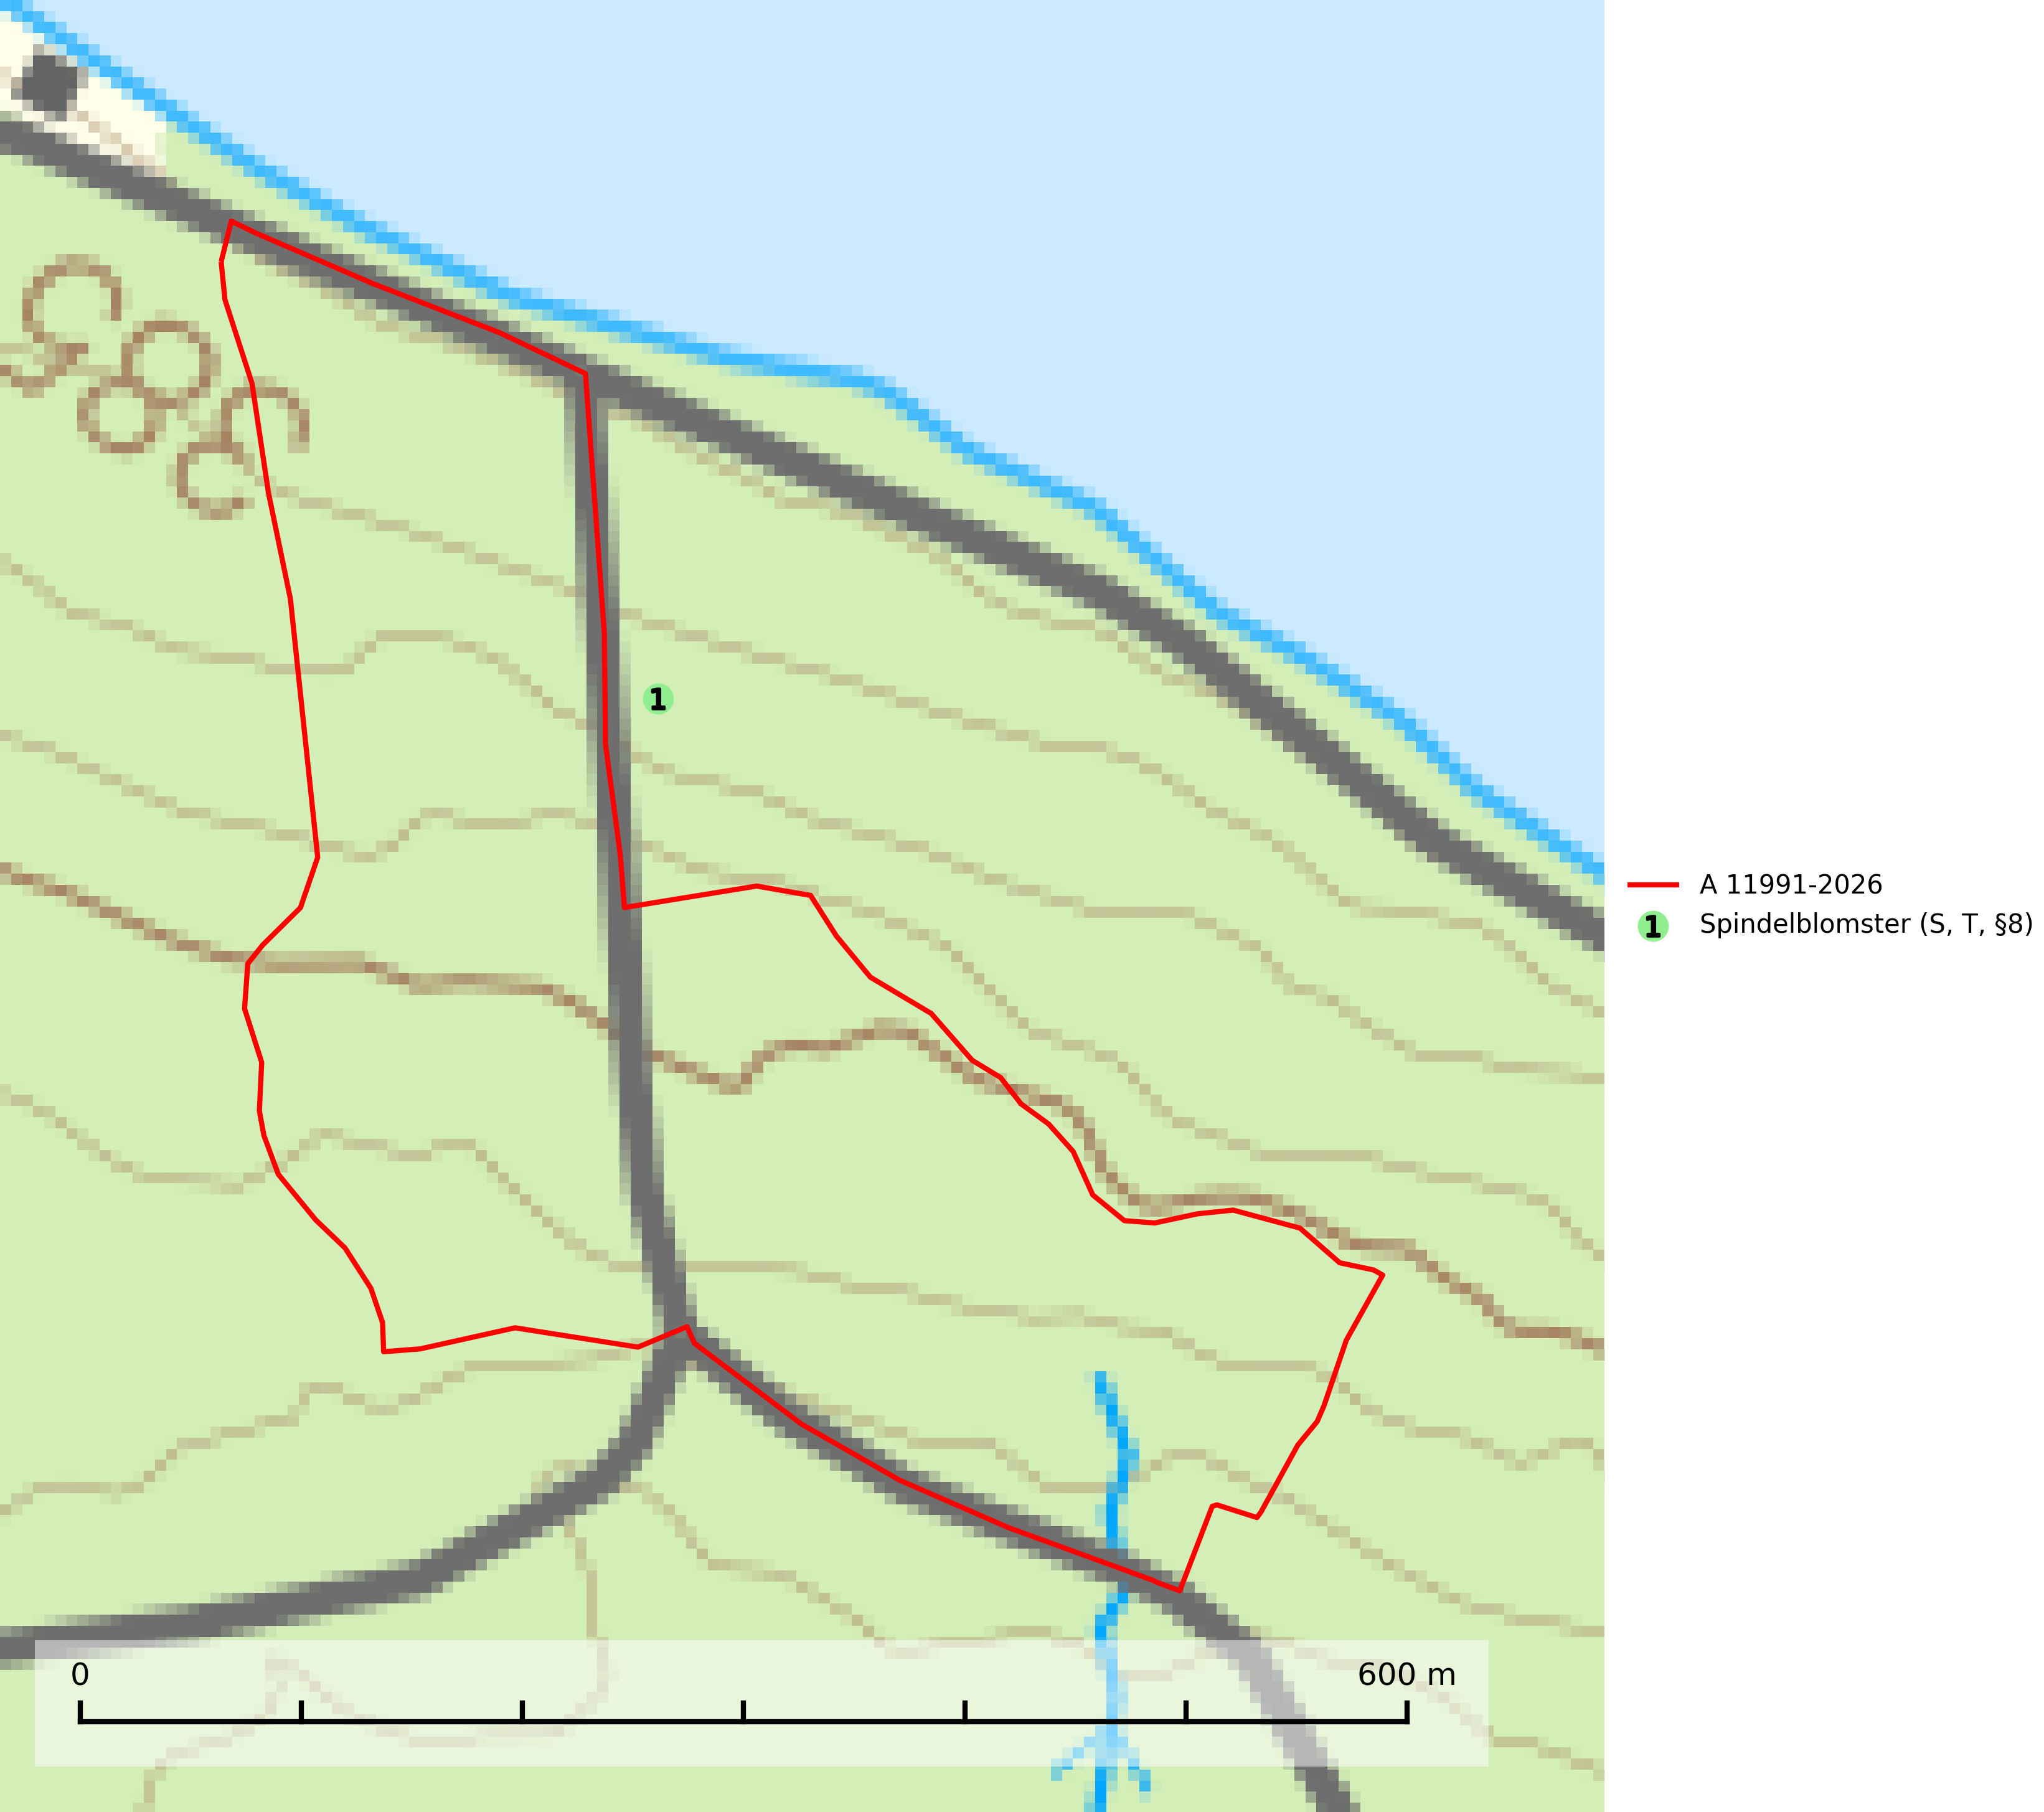 1
A 11991-2026
1 Spindelblomster (S, T, §8)
0 600 m